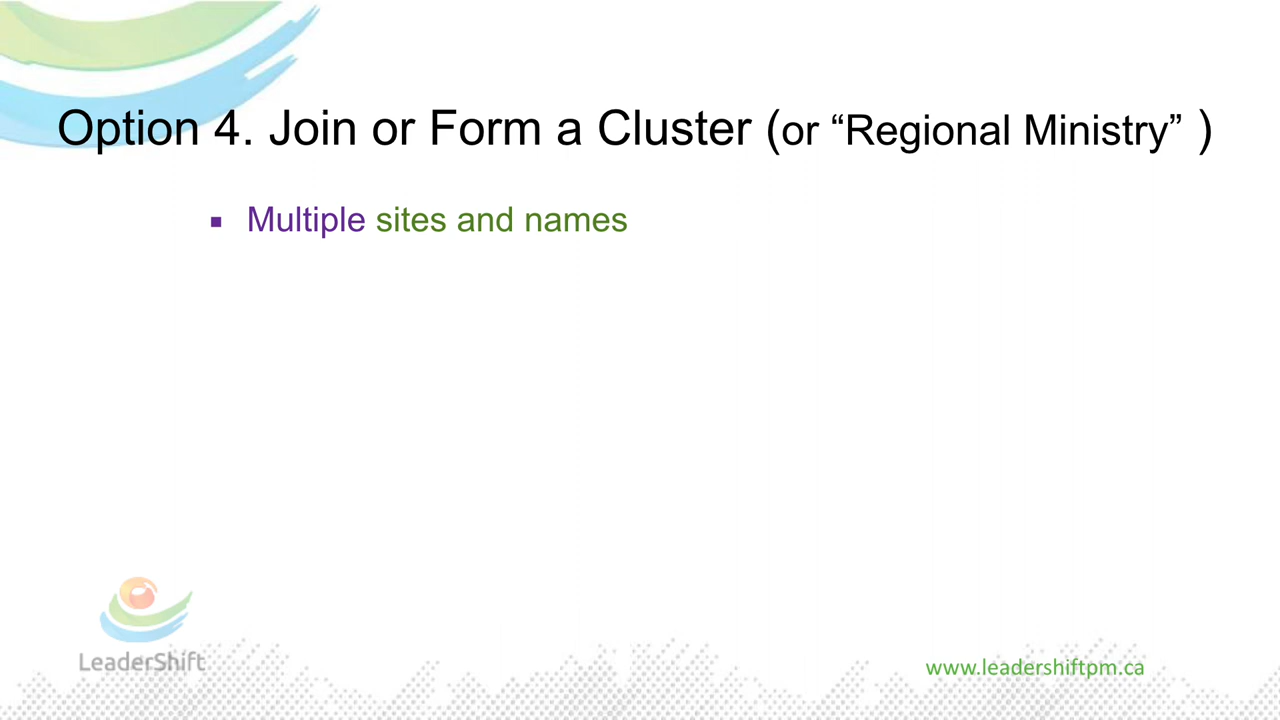 Option 4. Join or Form a Cluster (or “Regional Ministry” )
▪ Multiple sites and names
LeaderShift
www.leadershiftpm.ca